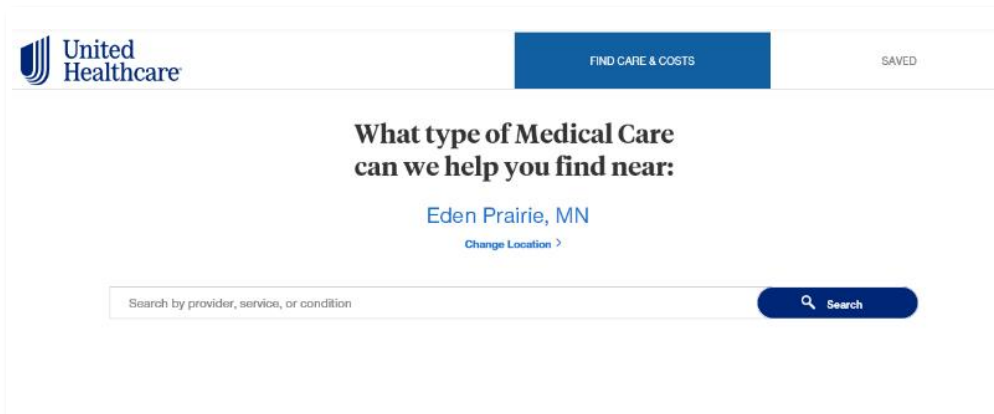 United
Healthcare
FIND CARE & COSTS
SAVED
What type of Medical Care
can we help you find near:
Eden Prairie, MN
Change Location >
Search by provider, service, or condition
Search